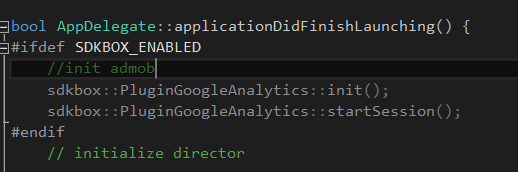 bool AppDelegate::applicationDidFinishLaunching() {
#ifdef SDKBOX_ENABLED
//init admob
sdkbox::PluginGoogleAnalytics::init();
sdkbox::PluginGoogleAnalytics::startSession();
#endif
// initialize director